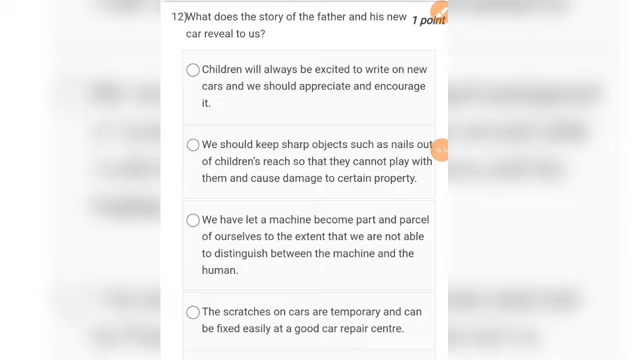 12)What does the story of the father and his new 1 point
car reveal to us?
Children will always be excited to write on new
cars and we should appreciate and encourage
it.
We should keep sharp objects such as nails out
of children's reach so that they cannot play with
them and cause damage to certain property.
We have let a machine become part and parcel
of ourselves to the extent that we are not able
to distinguish between the machine and the
human.
The scratches on cars are temporary and can
be fixed easily at a good car repair centre.